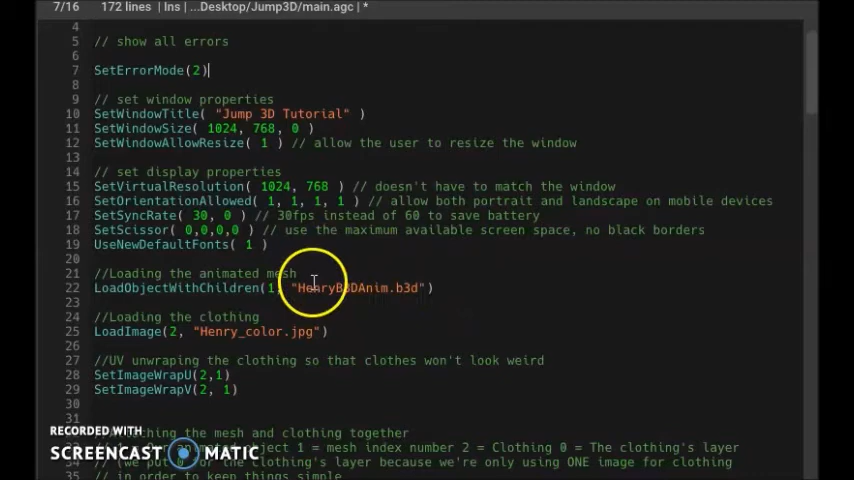 7/16 172 lines | Ins | ...Desktop/Jump3D/main.agc | *
4
5 // show all errors
6
7 SetErrorMode(2)
8
9 // set window properties
10 SetWindowTitle( "Jump 3D Tutorial" )
11 SetWindowSize( 1024, 768, 0 )
12 SetWindowAllowResize( 1 ) // allow the user to resize the window
13
14 // set display properties
15 SetVirtualResolution( 1024, 768 ) // doesn't have to match the window
16 SetOrientationAllowed( 1, 1, 1, 1 ) // allow both portrait and landscape on mobile devices
17 SetSyncRate( 30, 0 ) // 30fps instead of 60 to save battery
18 SetScissor( 0,0,0,0 ) // use the maximum available screen space, no black borders
19 UseNewDefaultFonts( 1 )
20
21 //Loading the animated mesh
22 LoadObjectWithChildren(1, "HenryB3DAnim.b3d")
23
24 //Loading the clothing
25 LoadImage(2, "Henry_color.jpg")
26
27 //UV unwraping the clothing so that clothes won't look weird
28 SetImageWrapU(2,1)
29 SetImageWrapV(2, 1)
30
31
the mesh and clothing together
object 1 = mesh index number 2 = Clothing 0 = The clothing's layer
for the clothing's layer because we're only using ONE image for clothing
35 // in order to keep things simple
RECORDED WITH
SCREENCAST MATIC